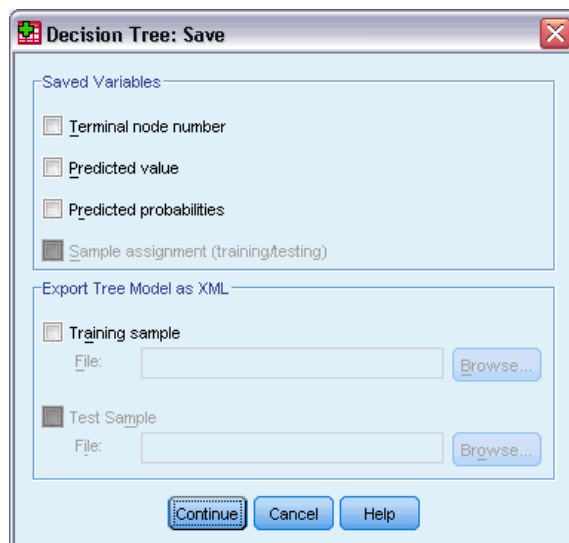 Decision Tree: Save
Saved Variables
Terminal node number
Predicted value
Predicted probabilities
Sample assignment (training/testing)
Export Tree Model as XML
Training sample
File:
Browse...
Test Sample
File:
Browse...
Continue
Cancel
Help